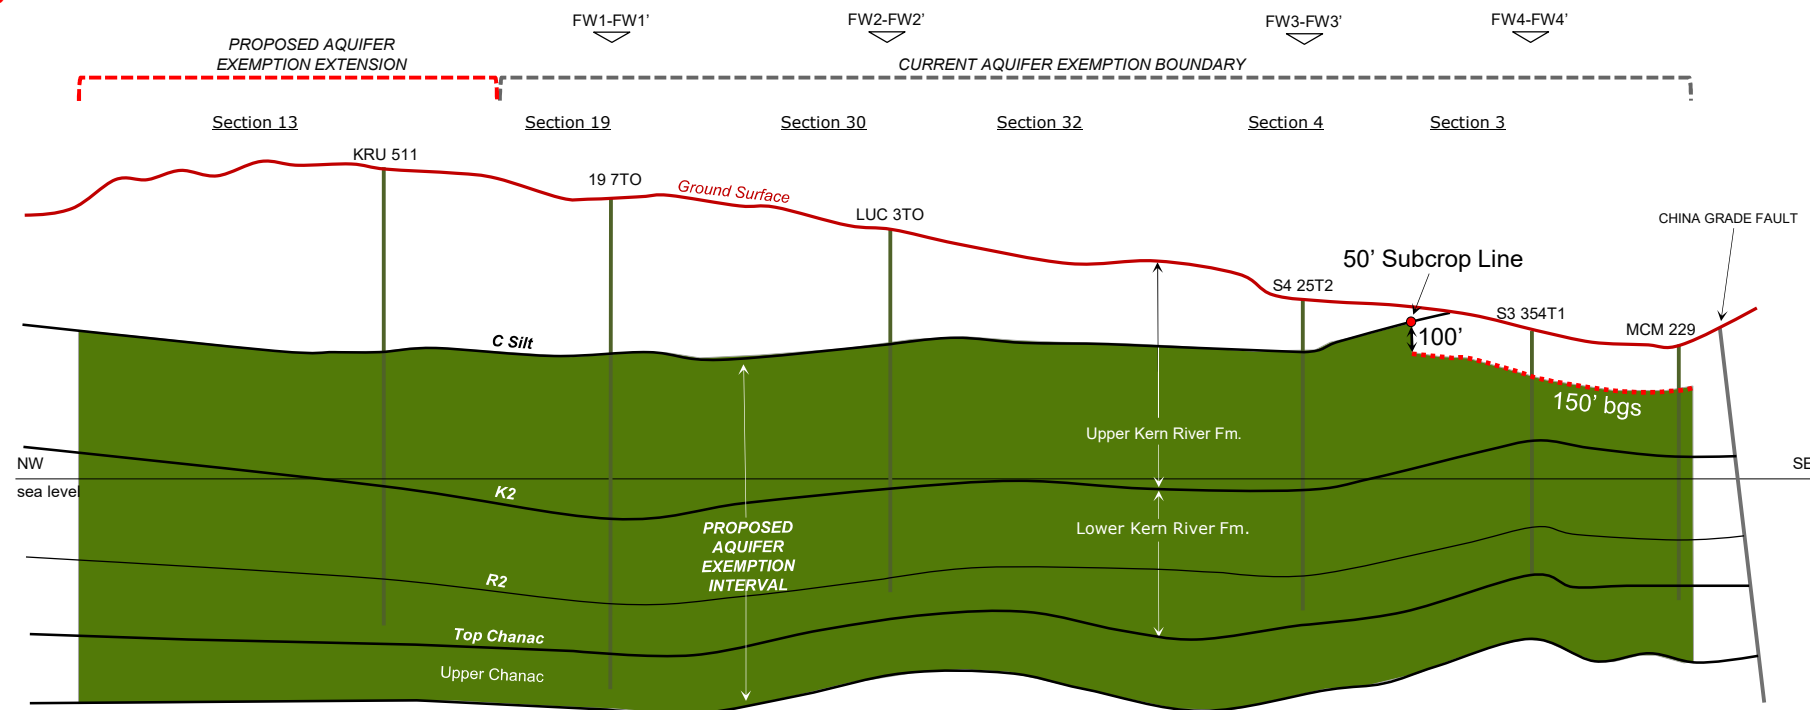 FW1-FW1’
FW2-FW2’
FW3-FW3’
FW4-FW4’
PROPOSED AQUIFER
EXEMPTION EXTENSION
CURRENT AQUIFER EXEMPTION BOUNDARY
Section 13
Section 19
Section 30
Section 32
Section 4
Section 3
KRU 511
19 7TO
Ground Surface
LUC 3TO
CHINA GRADE FAULT
50’ Subcrop Line
S4 25T2
S3 354T1
MCM 229
100’
C Silt
150’ bgs
Upper Kern River Fm.
NW
SE
sea level
K2
PROPOSED
AQUIFER
EXEMPTION
INTERVAL
Lower Kern River Fm.
R2
Top Chanac
Upper Chanac